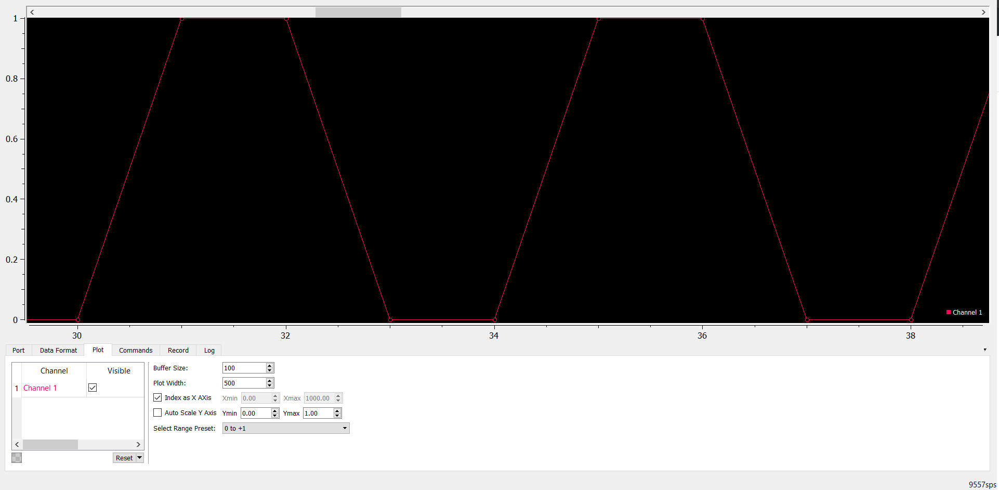 1
0.8
0.6
0.4
0.2
0
Channel 1
30 32 34 36 38
Port Data Format Plot Commands Record Log
Channel Visible
1 Channel 1
Reset
Buffer Size: 100
Plot Width: 500
Index as X AXis Xmin 0.00 Xmax 1000.00
Auto Scale Y Axis Ymin 0.00 Ymax 1.00
Select Range Preset: 0 to +1
9557sps